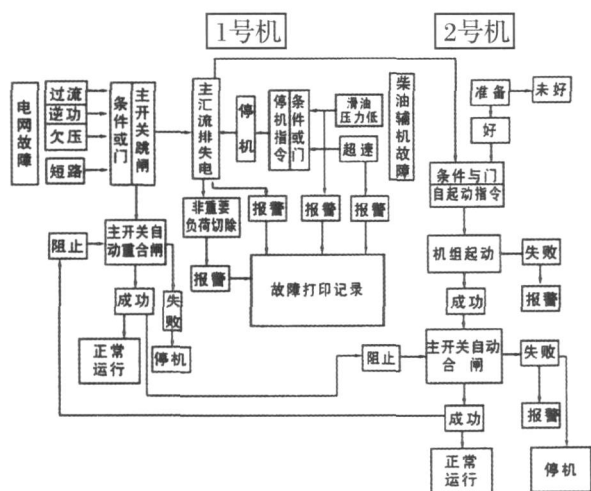 1号机
2号机
电网故障
过流
逆功
欠压
短路
条件或门
主开关跳闸
主汇流排失电
停机
停机指令
条件或门
滑油
压力低
超速
柴油辅机故障
准备
未好
好
条件与门
自起动指令
非重要
负荷切除
报警
报警
报警
报警
故障打印记录
阻止
主开关自
动重合闸
成功
失败
正常
运行
停机
机组起动
失败
报警
成功
阻止
主开关自动
合闸
失败
报警
成功
正常
运行
停机